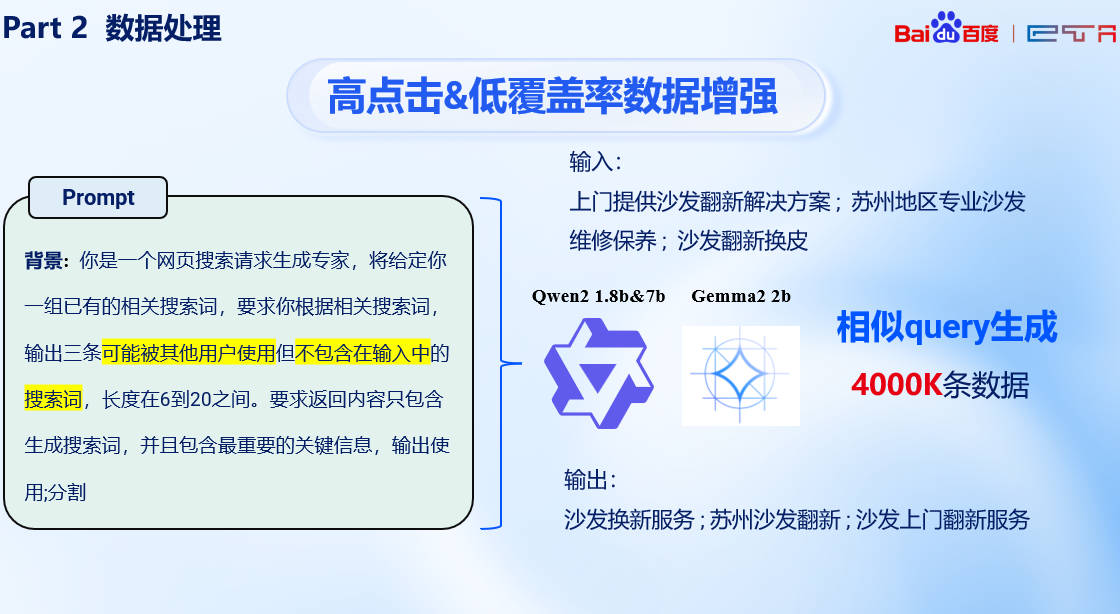 Part 2 数据处理
Bai du 百度
高点击&低覆盖率数据增强
Prompt
背景：你是一个网页搜索请求生成专家，将给定你
一组已有的相关搜索词，要求你根据相关搜索词，
输出三条可能被其他用户使用但不包含在输入中的
搜索词，长度在6到20之间。要求返回内容只包含
生成搜索词，并且包含最重要的关键信息，输出使
用;分割
输入：
上门提供沙发翻新解决方案；苏州地区专业沙发
维修保养；沙发翻新换皮
Qwen2 1.8b&7b
Gemma2 2b
相似query生成
4000K条数据
输出：
沙发换新服务 ; 苏州沙发翻新 ; 沙发上门翻新服务